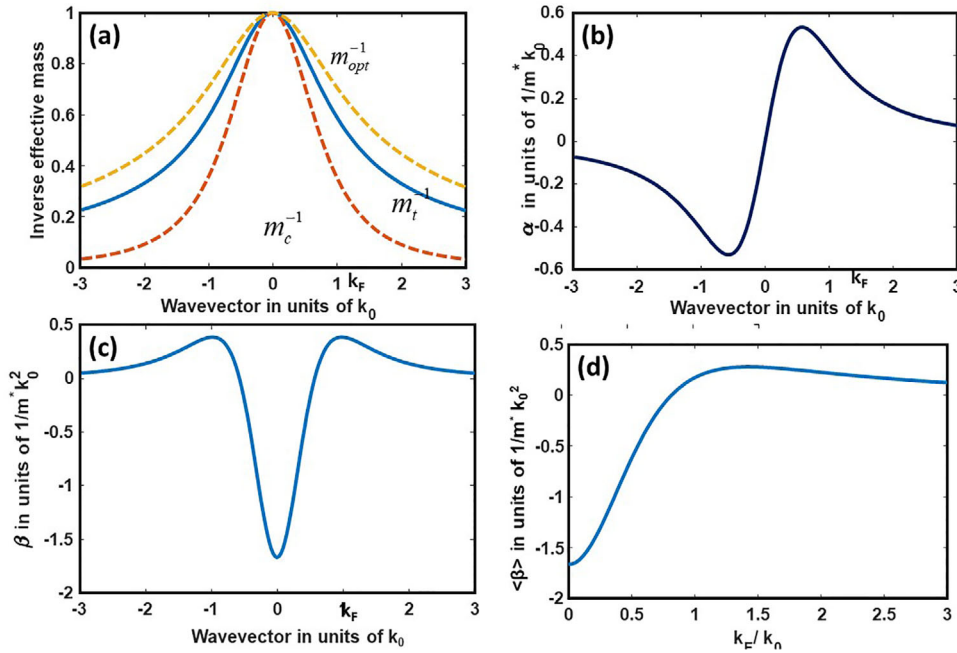 (a)
Inverse effective mass
1
0.8
0.6
0.4
0.2
0
m_opt^-1
m_t^-1
m_c^-1
-3 -2 -1 0 1 2 3
k_F
Wavevector in units of k_0
(b)
α in units of 1/m* k_0
0.6
0.4
0.2
0
-0.2
-0.4
-0.6
-3 -2 -1 0 1 2 3
k_F
Wavevector in units of k_0
(c)
β in units of 1/m* k_0^2
0.5
0
-0.5
-1
-1.5
-2
-3 -2 -1 0 1 2 3
k_F
Wavevector in units of k_0
(d)
<β> in units of 1/m* k_0^2
0.5
0
-0.5
-1
-1.5
-2
0 0.5 1 1.5 2 2.5 3
k_F/ k_0